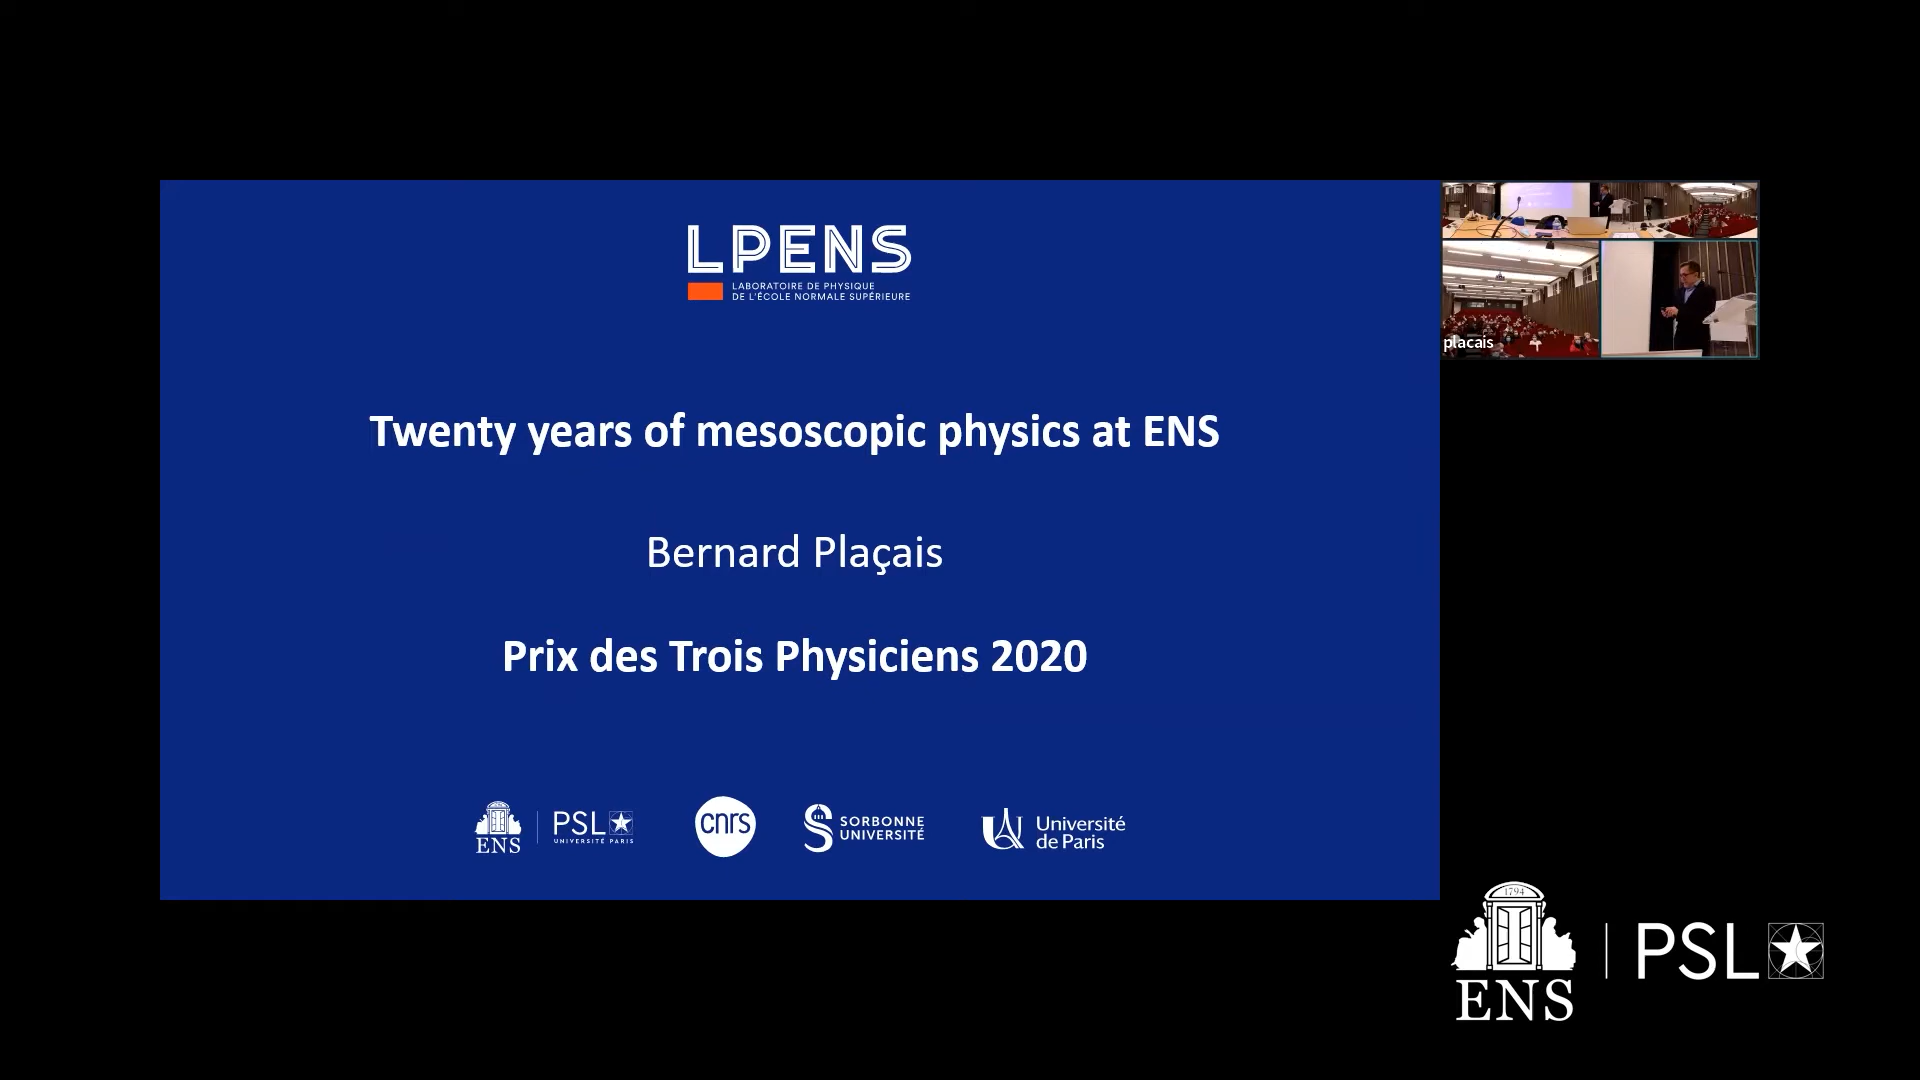 LPENS
LABORATOIRE DE PHYSIQUE
DE L'ÉCOLE NORMALE SUPÉRIEURE
Twenty years of mesoscopic physics at ENS
Bernard Plaçais
Prix des Trois Physiciens 2020
ENS
PSL
UNIVERSITÉ PARIS
cnrs
SORBONNE
UNIVERSITÉ
Université
de Paris
placais
1794
ENS
PSL